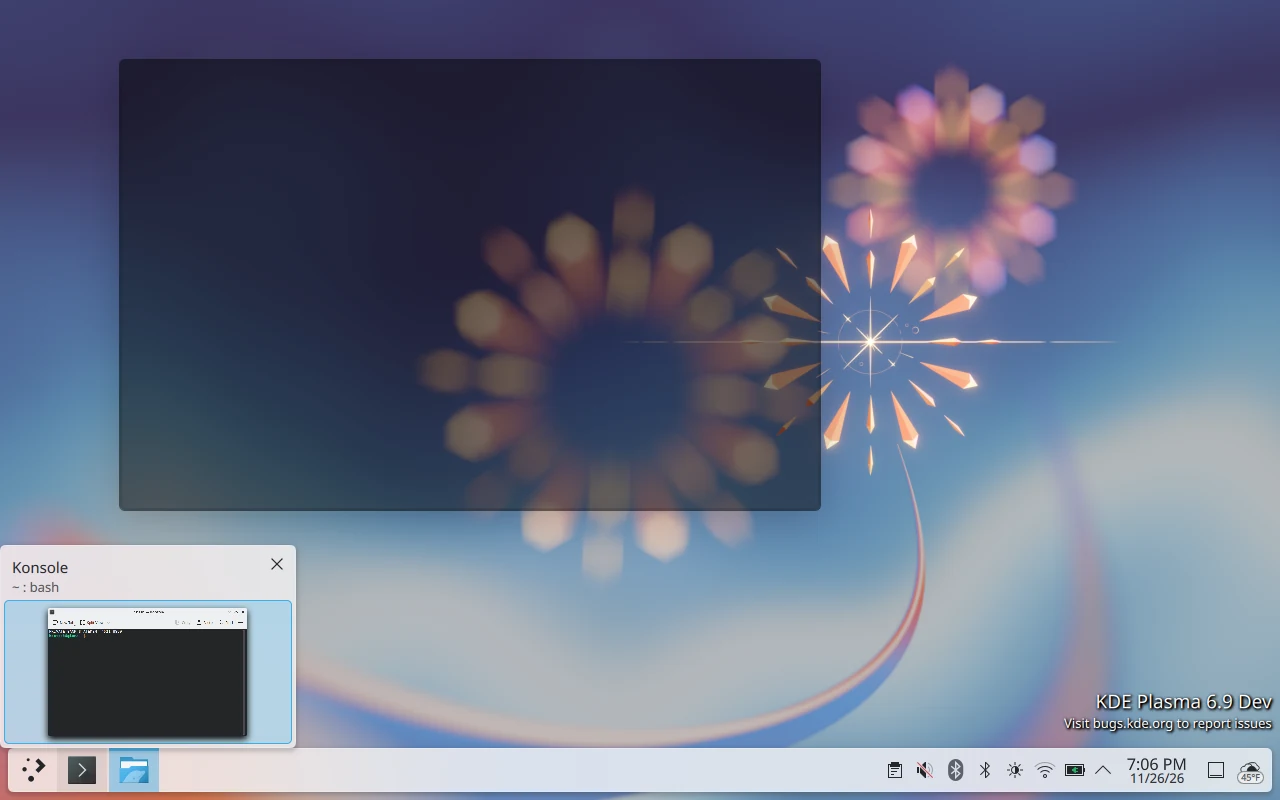 Konsole
~ : bash
KDE Plasma 6.9 Dev
Visit bugs.kde.org to report issues
7:06 PM
11/26/26
45°F